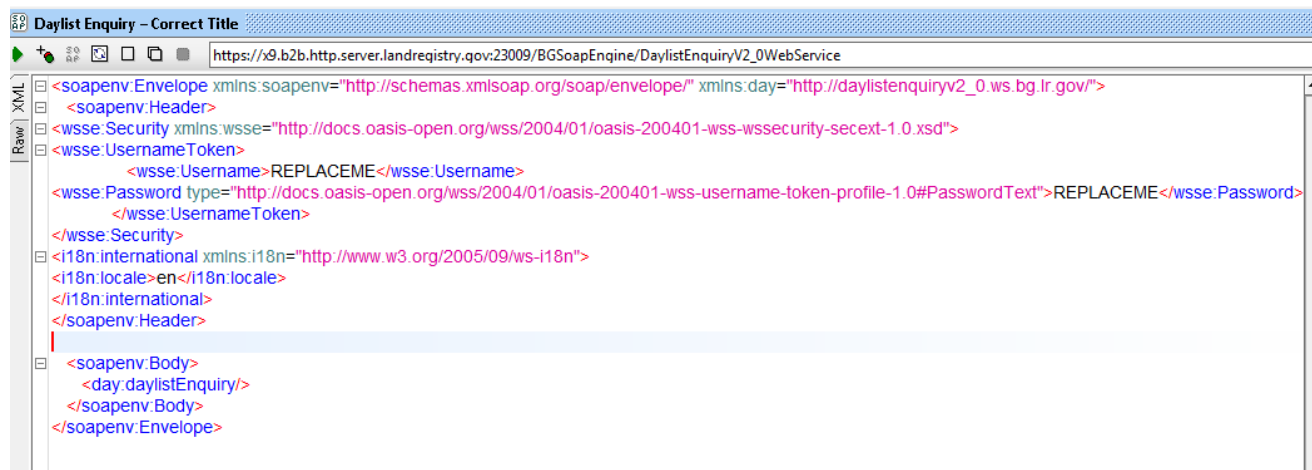 Daylist Enquiry – Correct Title
https://x9.b2b.http.server.landregistry.gov:23009/BGSoapEngine/DaylistEnquiryV2_0WebService
XML
Raw
<soapenv:Envelope xmlns:soapenv="http://schemas.xmlsoap.org/soap/envelope/" xmlns:day="http://daylistenquiryv2_0.ws.bg.lr.gov/">
<soapenv:Header>
<wsse:Security xmlns:wsse="http://docs.oasis-open.org/wss/2004/01/oasis-200401-wss-wssecurity-secext-1.0.xsd">
<wsse:UsernameToken>
<wsse:Username>REPLACEME</wsse:Username>
<wsse:Password type="http://docs.oasis-open.org/wss/2004/01/oasis-200401-wss-username-token-profile-1.0#PasswordText">REPLACEME</wsse:Password>
</wsse:UsernameToken>
</wsse:Security>
<i18n:international xmlns:i18n="http://www.w3.org/2005/09/ws-i18n">
<i18n:locale>en</i18n:locale>
</i18n:international>
</soapenv:Header>
<soapenv:Body>
<day:daylistEnquiry/>
</soapenv:Body>
</soapenv:Envelope>